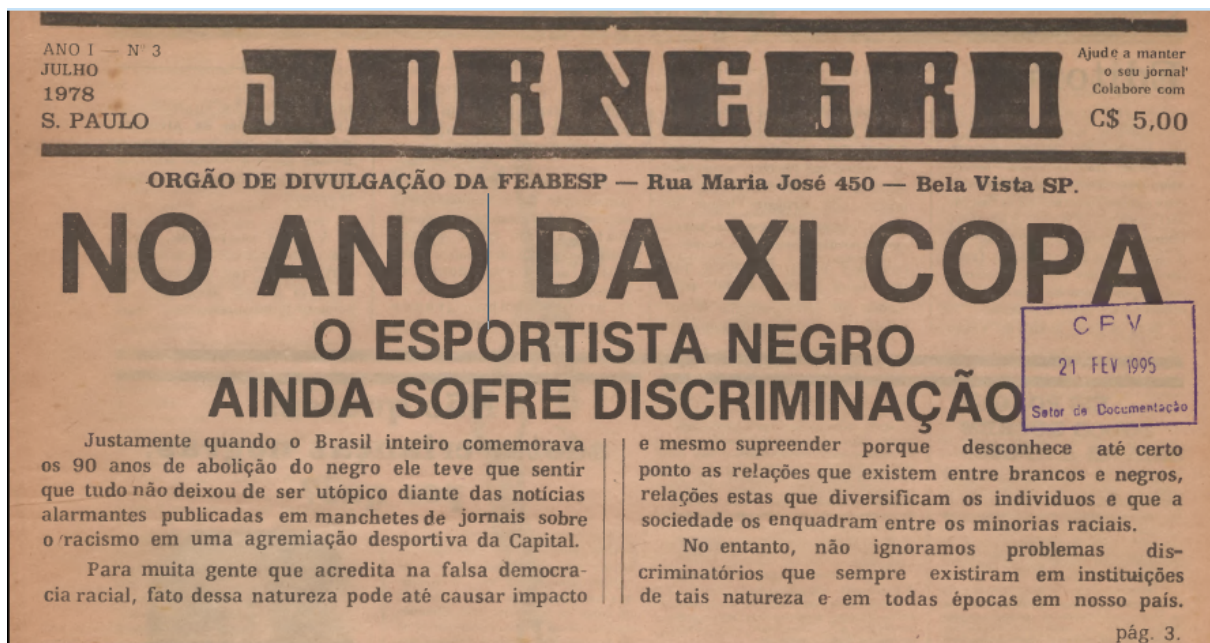 ANO I — Nº 3
JULHO
1978
S. PAULO
JORNEGRO
Ajude a manter
o seu jornal
Colabore com
C$ 5,00
ORGÃO DE DIVULGAÇÃO DA FEABESP — Rua Maria José 450 — Bela Vista SP.
NO ANO DA XI COPA
O ESPORTISTA NEGRO
AINDA SOFRE DISCRIMINAÇÃO
C P V
21 FEV 1995
Setor de Documentação
Justamente quando o Brasil inteiro comemorava
os 90 anos de abolição do negro ele teve que sentir
que tudo não deixou de ser utópico diante das notícias
alarmantes publicadas em manchetes de jornais sobre
o racismo em uma agremiação desportiva da Capital.
Para muita gente que acredita na falsa democra-
cia racial, fato dessa natureza pode até causar impacto
e mesmo supreender porque desconhece até certo
ponto as relações que existem entre brancos e negros,
relações estas que diversificam os individuos e que a
sociedade os enquadram entre os minorias raciais.
No entanto, não ignoramos problemas dis-
criminatórios que sempre existiram em instituições
de tais natureza e em todas épocas em nosso país.
pág. 3.